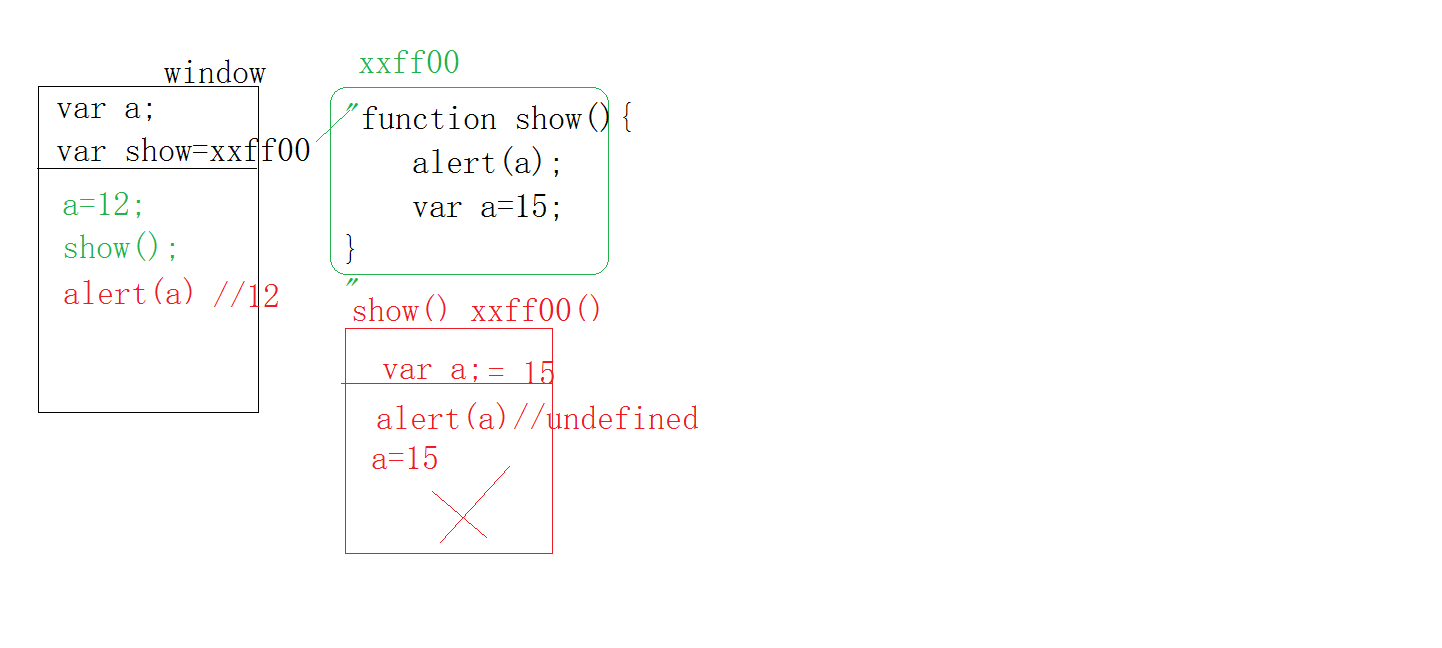 window
var a;
var show=xxff00
a=12;
show();
alert(a) //12
xxff00
"function show(){
alert(a);
var a=15;
}
"
show() xxff00()
var a;= 15
alert(a)//undefined
a=15